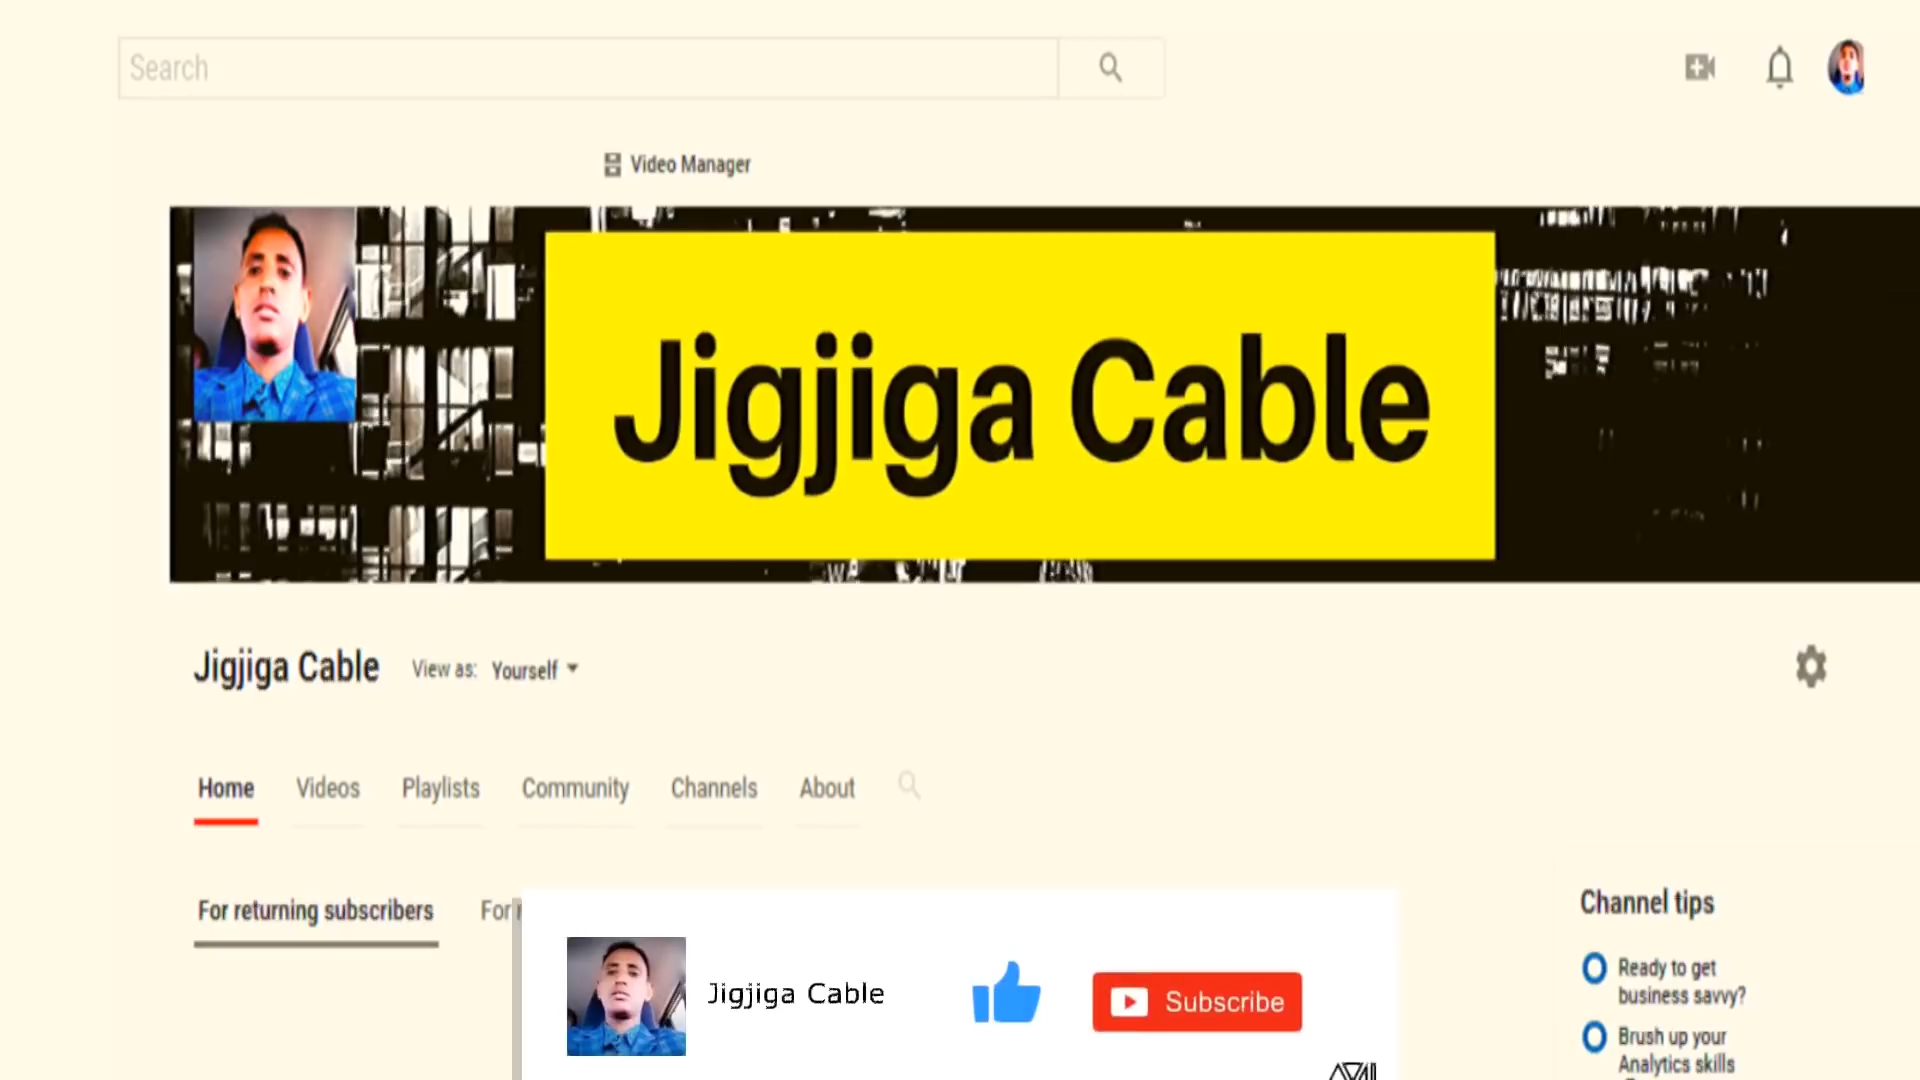 Search
Video Manager
Jigjiga Cable
Jigjiga Cable
View as: Yourself
Home Videos Playlists Community Channels About
For returning subscribers For
Channel tips
Ready to get
business savvy?
Brush up your
Analytics skills
Jigjiga Cable
Subscribe